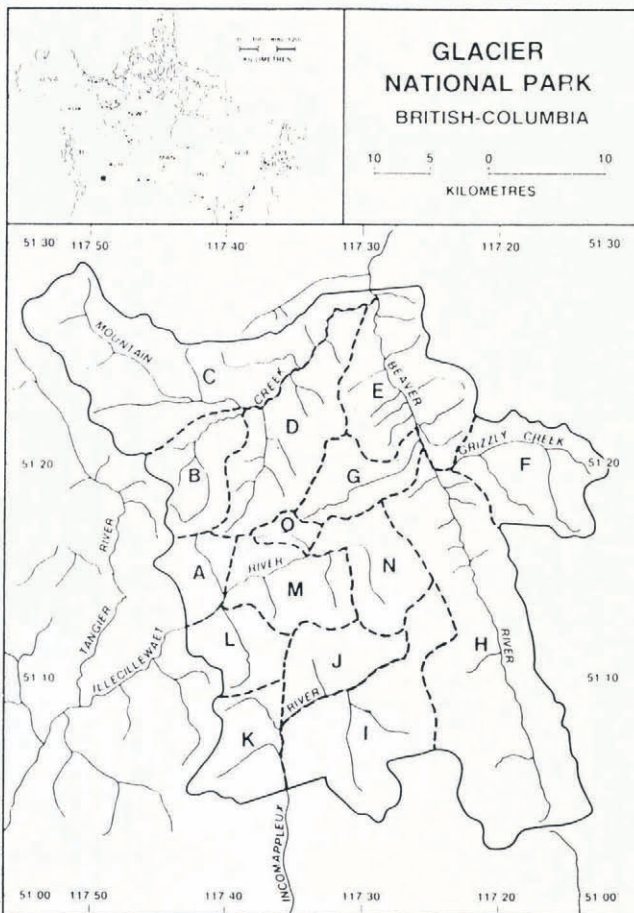 KILOMETRES
GLACIER
NATIONAL PARK
BRITISH-COLUMBIA
10 5 0 10
KILOMETRES
51 30
117 50
117 40
117 30
117 20
51 30
MOUNTAIN
C
CREEK
D
E
BEAVER
GRIZZLY CREEK
F
51 20
51 20
B
G
O
RIVER
A
RIVER
N
M
TANGIER
L
H
ILLECILLEWAET
J
RIVER
51 10
51 10
RIVER
K
I
INCOMAPPLEUX
51 00
117 50
117 40
117 30
117 20
51 00